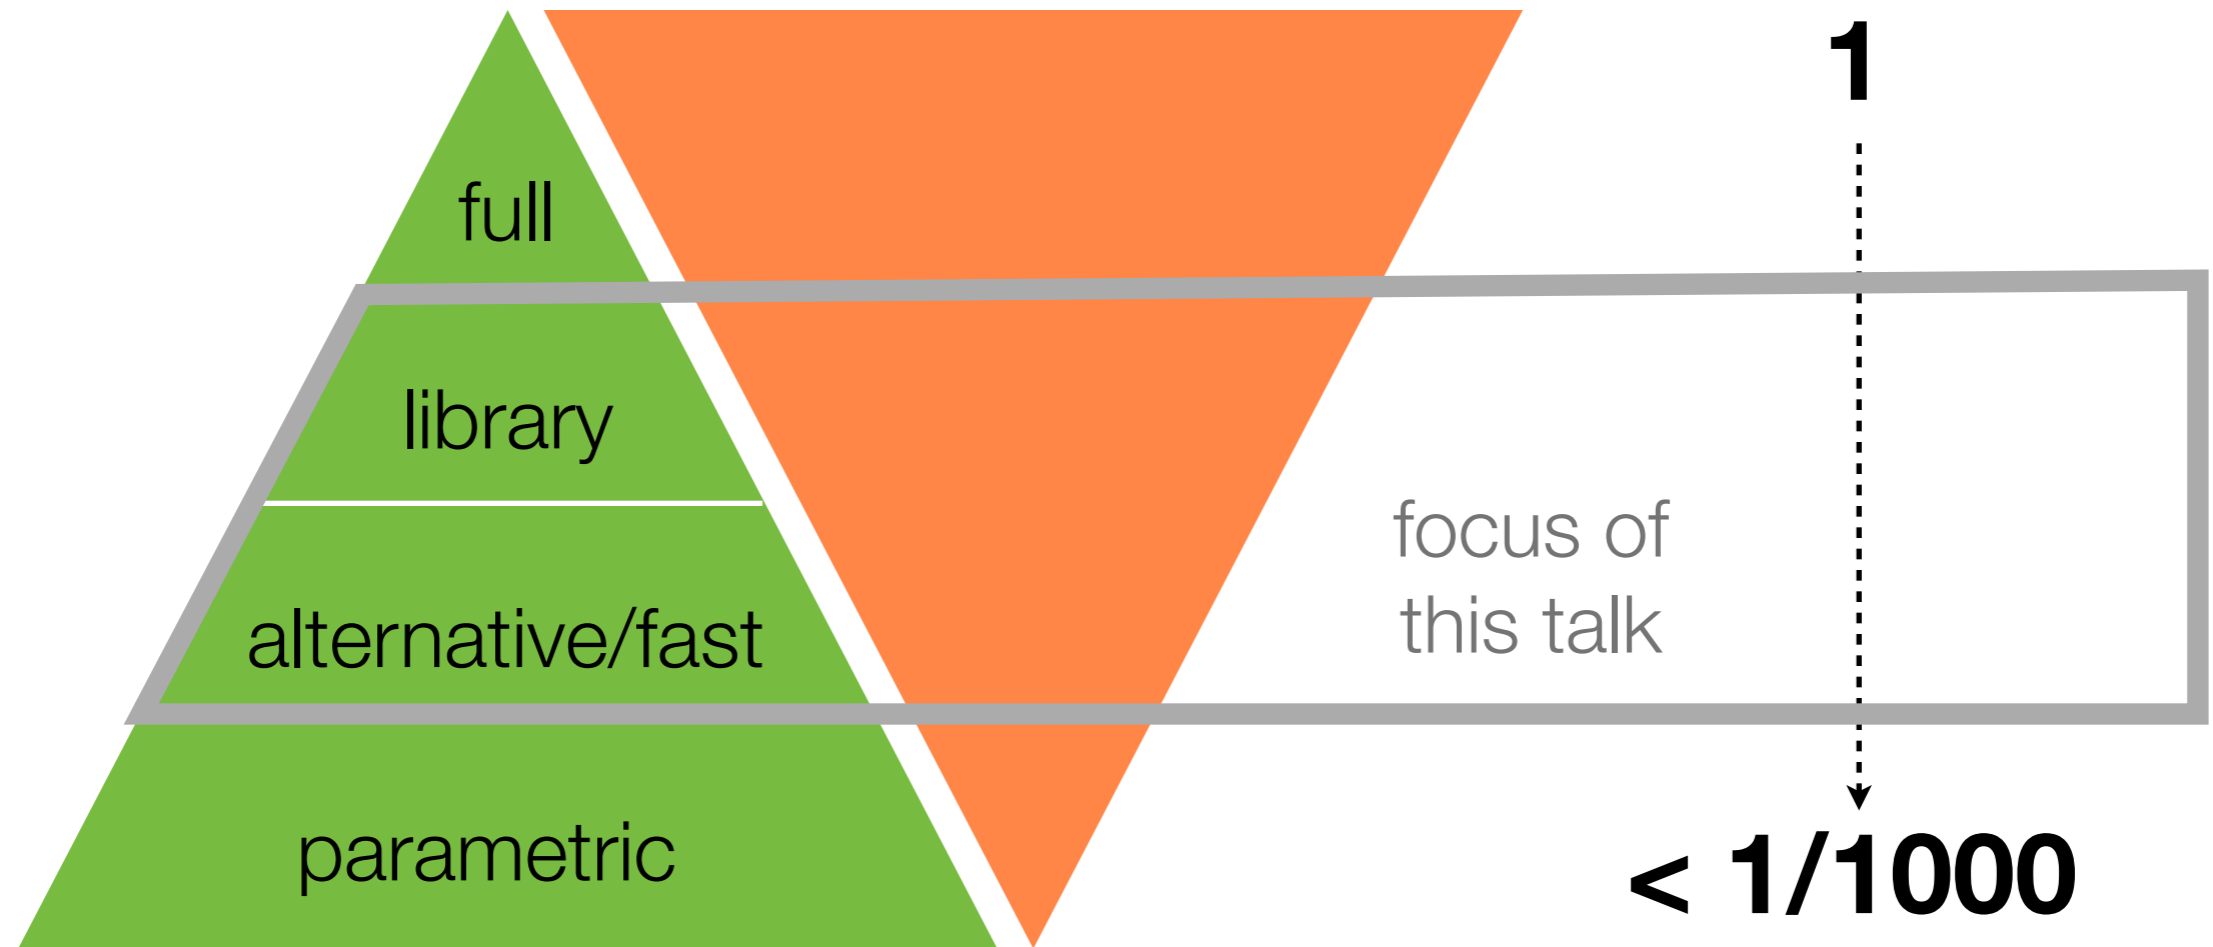 1
full
library
focus of
this talk
alternative/fast
parametric
< 1/1000